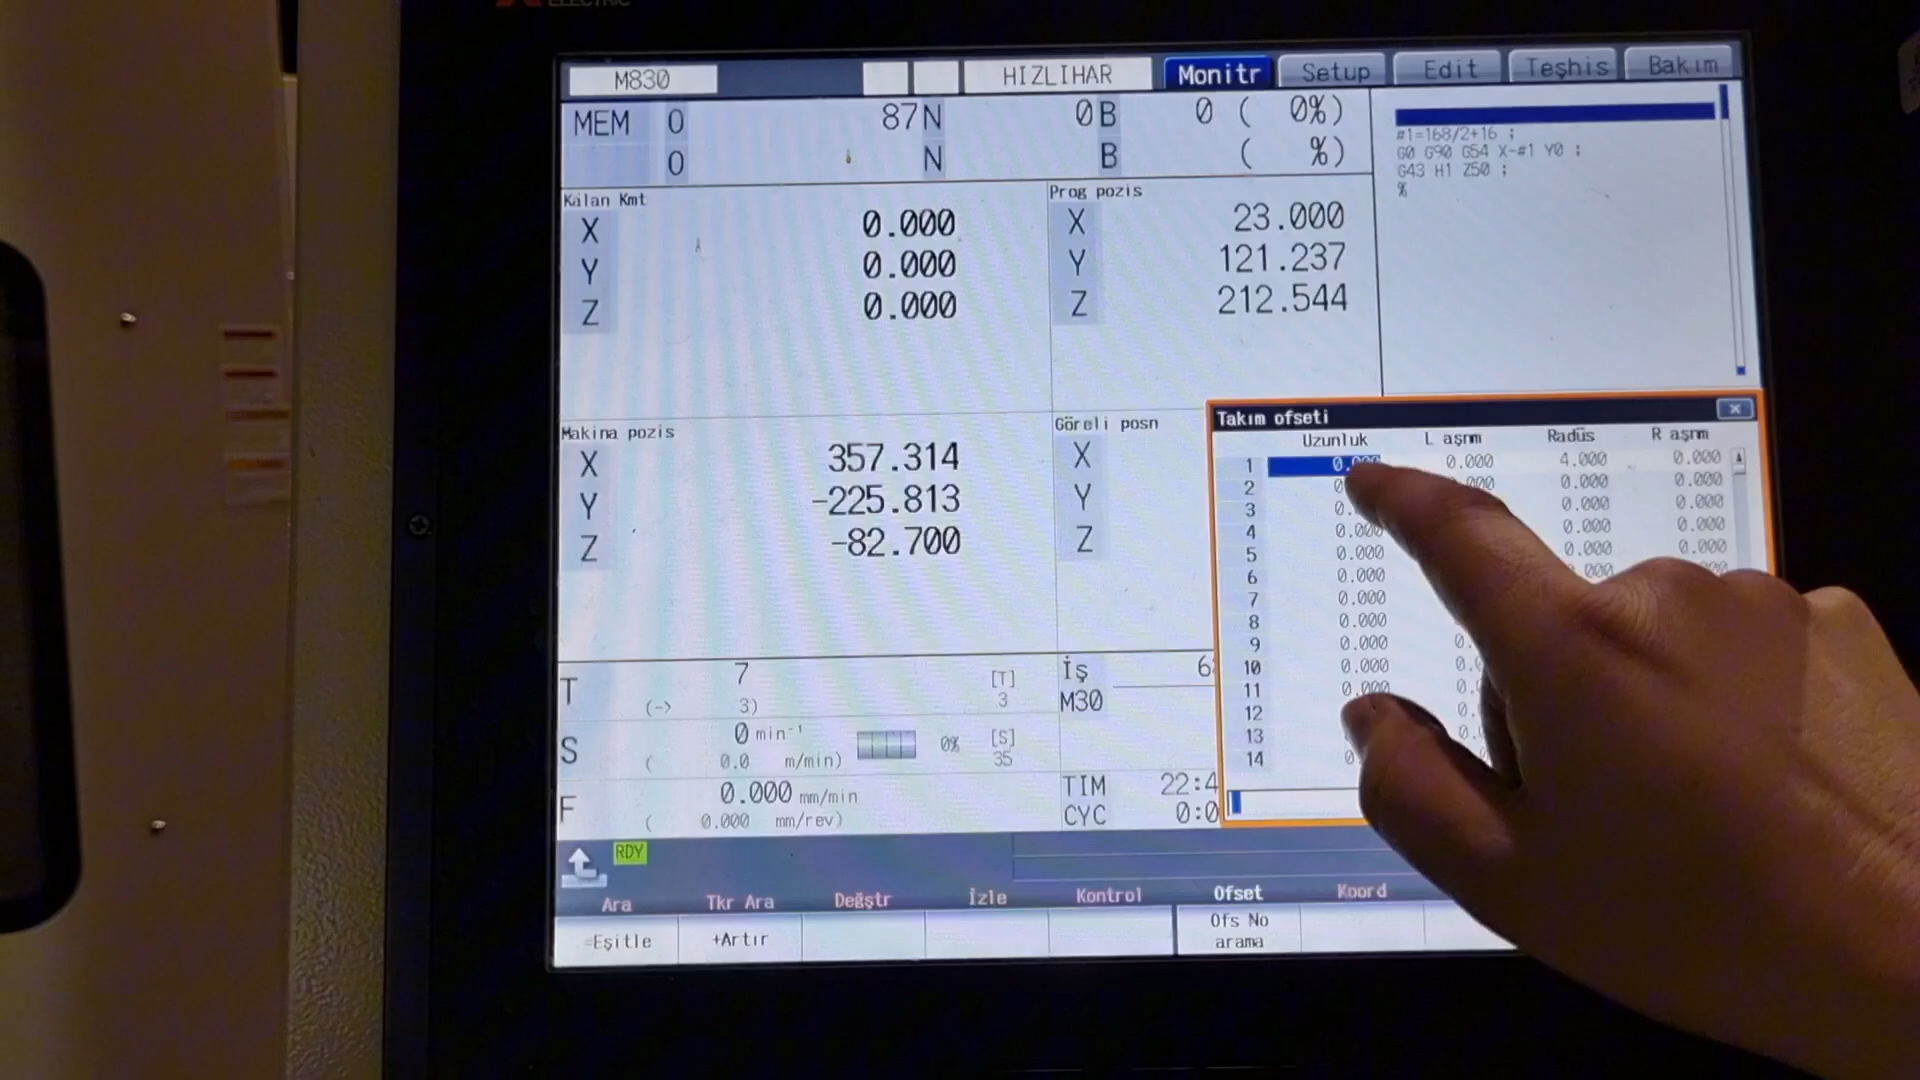 ELECTRIC
M830 HIZLIHAR Monitr Setup Edit Teşhis Bakım
MEM O 87 N 0 B 0 ( 0%)
O N B ( %)
#1=168/2+16 ;
G0 G90 G54 X-#1 Y0 ;
G43 H1 Z50 ;
%
Kalan Kmt
X 0.000
Y 0.000
Z 0.000
Prog pozis
X 23.000
Y 121.237
Z 212.544
Makina pozis
X 357.314
Y -225.813
Z -82.700
Göreli posn
X
Y
Z
Takım ofseti
Uzunluk L aşnm Radüs R aşnm
1 0.000 0.000 4.000 0.000
2 0.000 0.000
3 0.000 0.000
4 0.000 0.000 0.000
5 0.000 0.000 0.000
6 0.000
7 0.000
8 0.000
9 0.000
10 0.000
11 0.000
12
13
14
T 7 [T]
(-> 3) 3
S 0 min⁻¹ 0% [S]
( 0.0 m/min) 35
F 0.000 mm/min
( 0.000 mm/rev)
İş
M30
TIM 22:4
CYC 0:0
RDY
Ara Tkr Ara Değştr İzle Kontrol Ofset Koord
=Eşitle +Artır Ofs No
arama